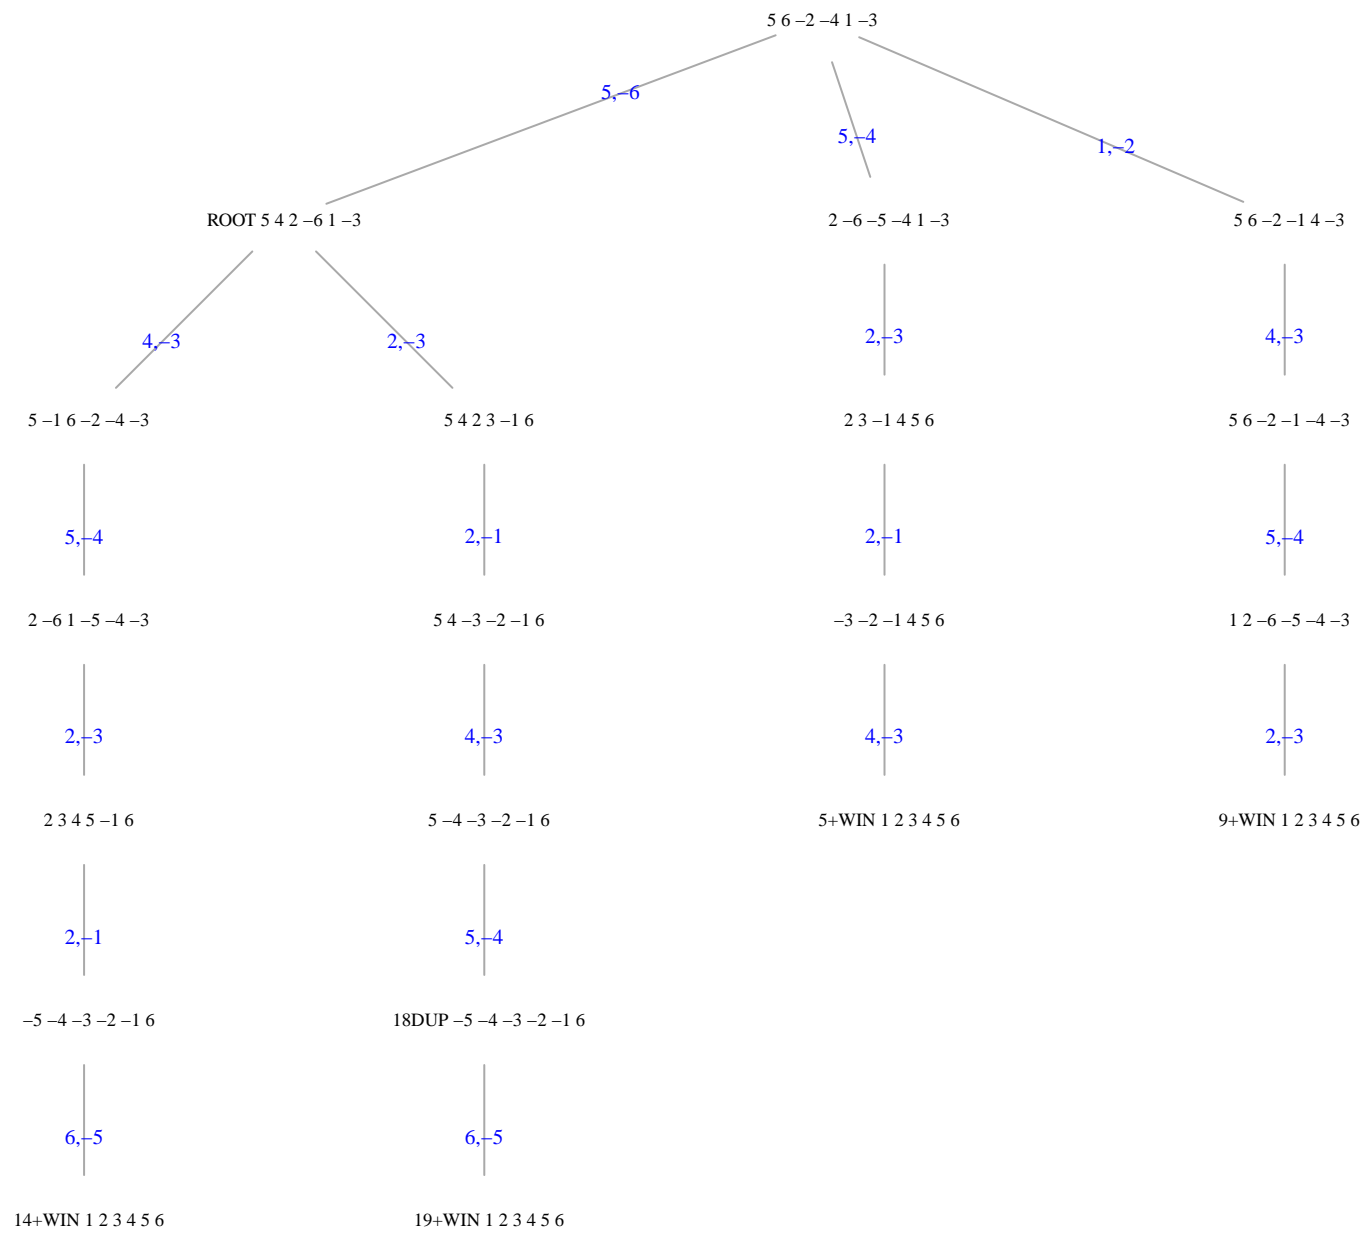 5 6 –2 –4 1 –3
5,–6
5,–4
1,–2
ROOT 5 4 2 –6 1 –3
2 –6 –5 –4 1 –3
5 6 –2 –1 4 –3
4,–3
2,–3
2,–3
4,–3
5 –1 6 –2 –4 –3
5 4 2 3 –1 6
2 3 –1 4 5 6
5 6 –2 –1 –4 –3
5,–4
2,–1
2,–1
5,–4
2 –6 1 –5 –4 –3
5 4 –3 –2 –1 6
–3 –2 –1 4 5 6
1 2 –6 –5 –4 –3
2,–3
4,–3
4,–3
2,–3
2 3 4 5 –1 6
5 –4 –3 –2 –1 6
5+WIN 1 2 3 4 5 6
9+WIN 1 2 3 4 5 6
2,–1
5,–4
–5 –4 –3 –2 –1 6
18DUP –5 –4 –3 –2 –1 6
6,–5
6,–5
14+WIN 1 2 3 4 5 6
19+WIN 1 2 3 4 5 6